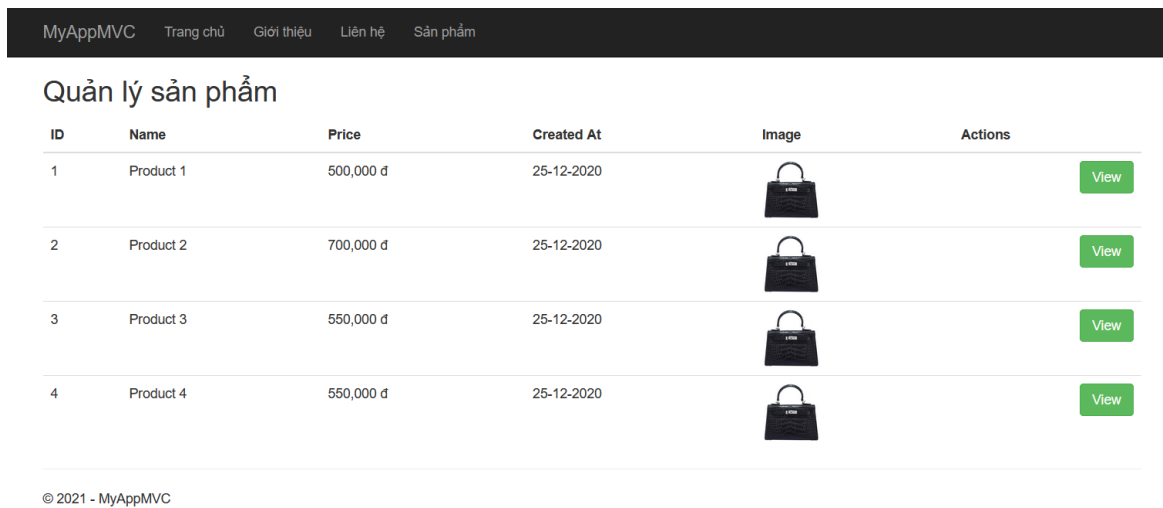 MyAppMVC Trang chủ Giới thiệu Liên hệ Sản phẩm
Quản lý sản phẩm
ID Name Price Created At Image Actions
1 Product 1 500,000 đ 25-12-2020 View
2 Product 2 700,000 đ 25-12-2020 View
3 Product 3 550,000 đ 25-12-2020 View
4 Product 4 550,000 đ 25-12-2020 View
© 2021 - MyAppMVC